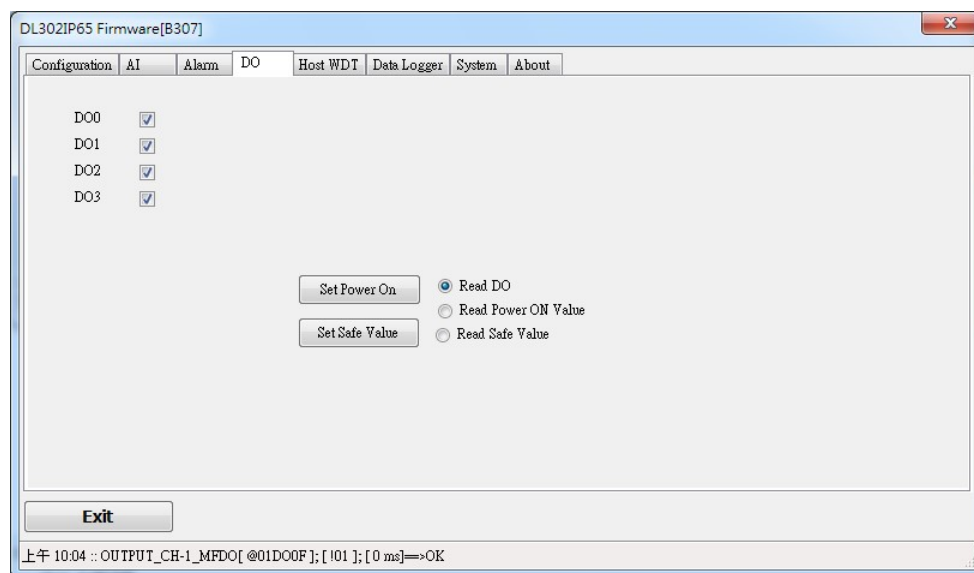 DL302IP65 Firmware[B307]
Configuration AI Alarm DO Host WDT Data Logger System About
DO0
DO1
DO2
DO3
Set Power On
Read DO
Read Power ON Value
Set Safe Value
Read Safe Value
Exit
上午 10:04 :: OUTPUT_CH-1_MFDO[ @01DO0F ]; [ !01 ]; [ 0 ms]==>OK